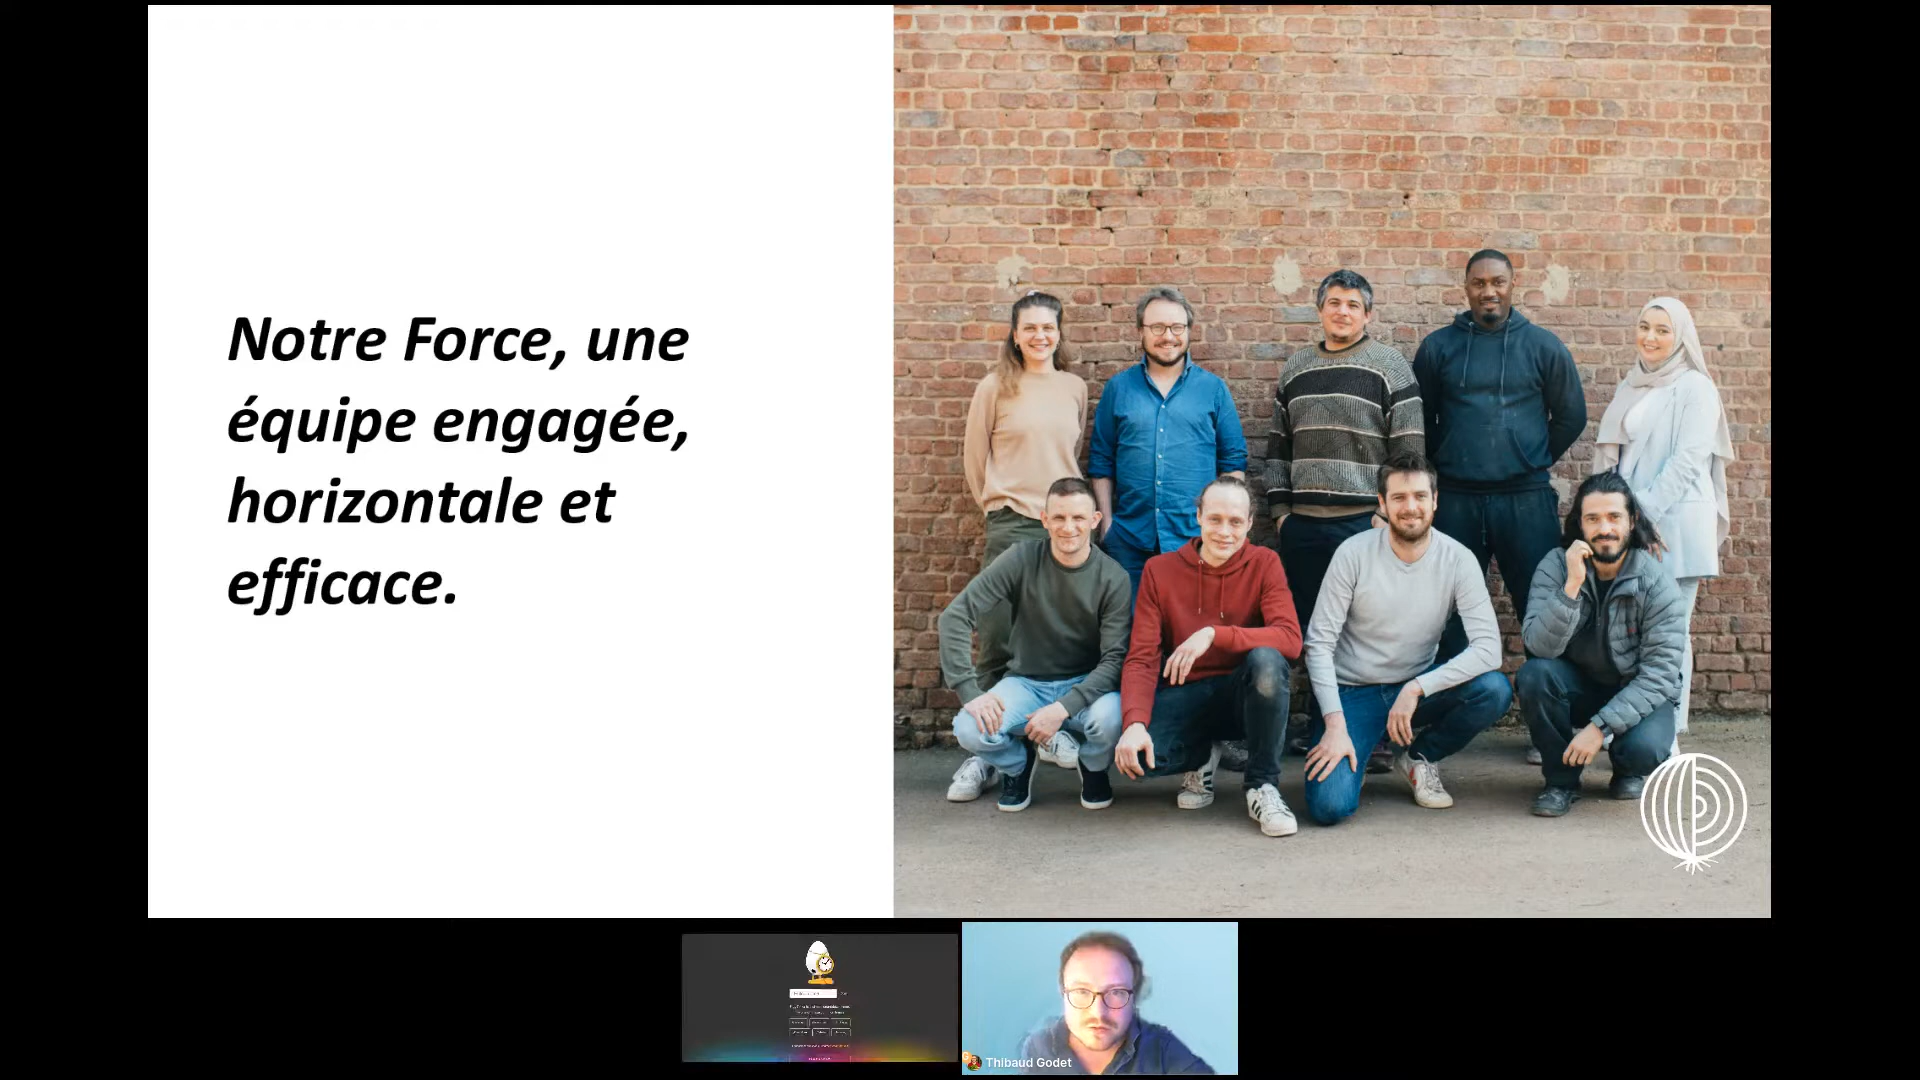 Notre Force, une
équipe engagée,
horizontale et
efficace.
Thibaud Godet